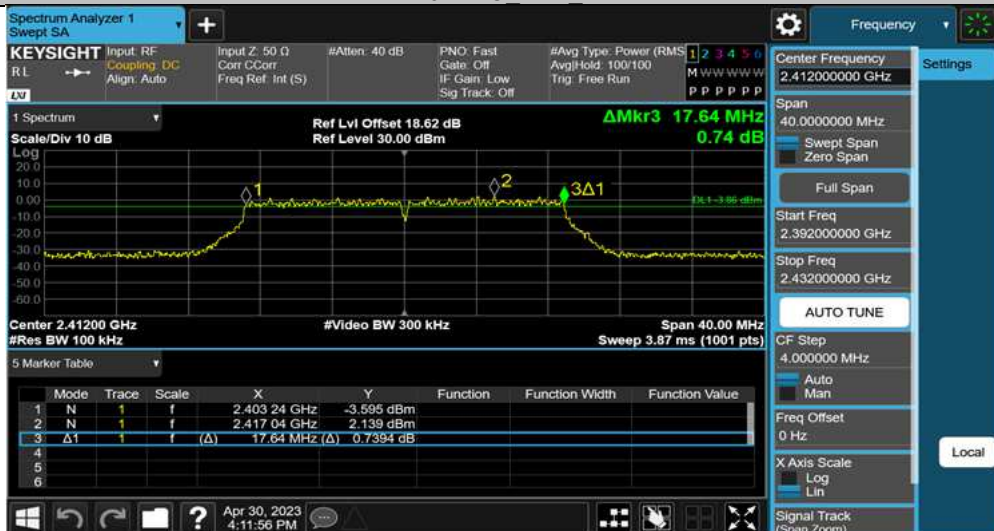 Spectrum Analyzer 1
Swept SA
+
Frequency
KEYSIGHT
RL
LXI
Input: RF
Coupling: DC
Align: Auto
Input Z: 50 Ω
Corr CCorr
Freq Ref: Int (S)
#Atten: 40 dB
PNO: Fast
Gate: Off
IF Gain: Low
Sig Track: Off
#Avg Type: Power (RMS
Avg|Hold: 100/100
Trig: Free Run
1 2 3 4 5 6
M W W W W W
P P P P P P
1 Spectrum
Scale/Div 10 dB
Ref Lvl Offset 18.62 dB
Ref Level 30.00 dBm
ΔMkr3 17.64 MHz
0.74 dB
Log
20.0
10.0
0.00
-10.0
-20.0
-30.0
-40.0
-50.0
-60.0
1
2
3Δ1
DL1 -3.86 dBm
Center 2.41200 GHz
#Res BW 100 kHz
#Video BW 300 kHz
Span 40.00 MHz
Sweep 3.87 ms (1001 pts)
5 Marker Table
Mode Trace Scale X Y Function Function Width Function Value
1 N 1 f 2.403 24 GHz -3.595 dBm
2 N 1 f 2.417 04 GHz 2.139 dBm
3 Δ1 1 f (Δ) 17.64 MHz (Δ) 0.7394 dB
4
5
6
?
Apr 30, 2023
4:11:56 PM
Center Frequency
2.412000000 GHz
Span
40.0000000 MHz
Swept Span
Zero Span
Full Span
Start Freq
2.392000000 GHz
Stop Freq
2.432000000 GHz
AUTO TUNE
CF Step
4.000000 MHz
Auto
Man
Freq Offset
0 Hz
X Axis Scale
Log
Lin
Signal Track
(Span Zoom)
Settings
Local